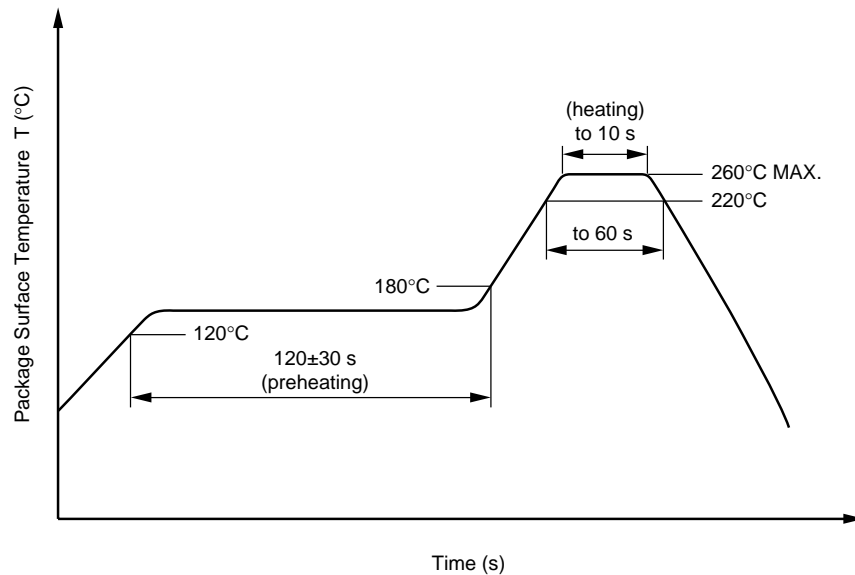 Package Surface Temperature T (°C)
(heating)
to 10 s
260°C MAX.
220°C
to 60 s
180°C
120°C
120±30 s
(preheating)
Time (s)